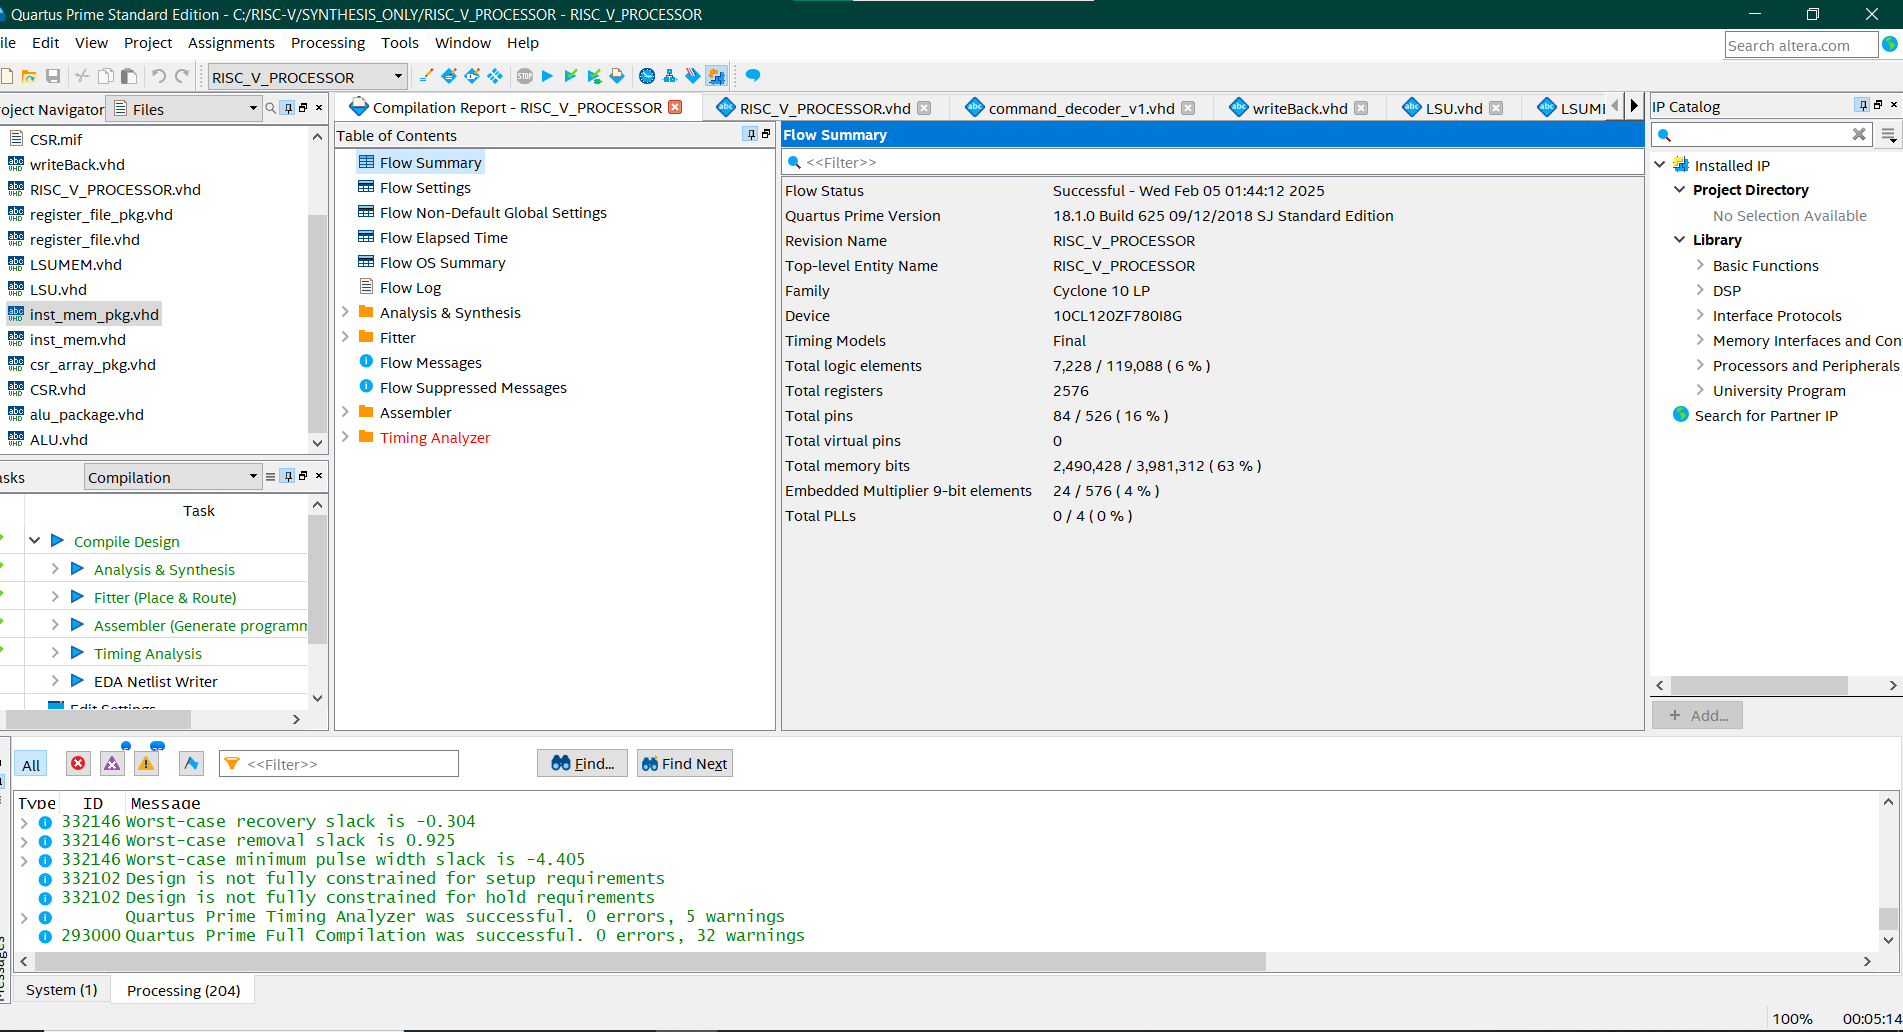 Quartus Prime Standard Edition - C:/RISC-V/SYNTHESIS_ONLY/RISC_V_PROCESSOR - RISC_V_PROCESSOR
ile Edit View Project Assignments Processing Tools Window Help
Search altera.com
RISC_V_PROCESSOR
oject Navigator Files
CSR.mif
writeBack.vhd
RISC_V_PROCESSOR.vhd
register_file_pkg.vhd
register_file.vhd
LSUMEM.vhd
LSU.vhd
inst_mem_pkg.vhd
inst_mem.vhd
csr_array_pkg.vhd
CSR.vhd
alu_package.vhd
ALU.vhd
asks Compilation
Task
Compile Design
Analysis & Synthesis
Fitter (Place & Route)
Assembler (Generate programm
Timing Analysis
EDA Netlist Writer
Edit Settings
Compilation Report - RISC_V_PROCESSOR RISC_V_PROCESSOR.vhd command_decoder_v1.vhd writeBack.vhd LSU.vhd LSUME
Table of Contents
Flow Summary
Flow Settings
Flow Non-Default Global Settings
Flow Elapsed Time
Flow OS Summary
Flow Log
Analysis & Synthesis
Fitter
Flow Messages
Flow Suppressed Messages
Assembler
Timing Analyzer
Flow Summary
<<Filter>>
Flow Status Successful - Wed Feb 05 01:44:12 2025
Quartus Prime Version 18.1.0 Build 625 09/12/2018 SJ Standard Edition
Revision Name RISC_V_PROCESSOR
Top-level Entity Name RISC_V_PROCESSOR
Family Cyclone 10 LP
Device 10CL120ZF780I8G
Timing Models Final
Total logic elements 7,228 / 119,088 ( 6 % )
Total registers 2576
Total pins 84 / 526 ( 16 % )
Total virtual pins 0
Total memory bits 2,490,428 / 3,981,312 ( 63 % )
Embedded Multiplier 9-bit elements 24 / 576 ( 4 % )
Total PLLs 0 / 4 ( 0 % )
IP Catalog
Installed IP
Project Directory
No Selection Available
Library
Basic Functions
DSP
Interface Protocols
Memory Interfaces and Con
Processors and Peripherals
University Program
Search for Partner IP
+ Add...
All <<Filter>> Find... Find Next
Type ID Message
332146 Worst-case recovery slack is -0.304
332146 Worst-case removal slack is 0.925
332146 Worst-case minimum pulse width slack is -4.405
332102 Design is not fully constrained for setup requirements
332102 Design is not fully constrained for hold requirements
Quartus Prime Timing Analyzer was successful. 0 errors, 5 warnings
293000 Quartus Prime Full Compilation was successful. 0 errors, 32 warnings
System (1) Processing (204)
100% 00:05:14